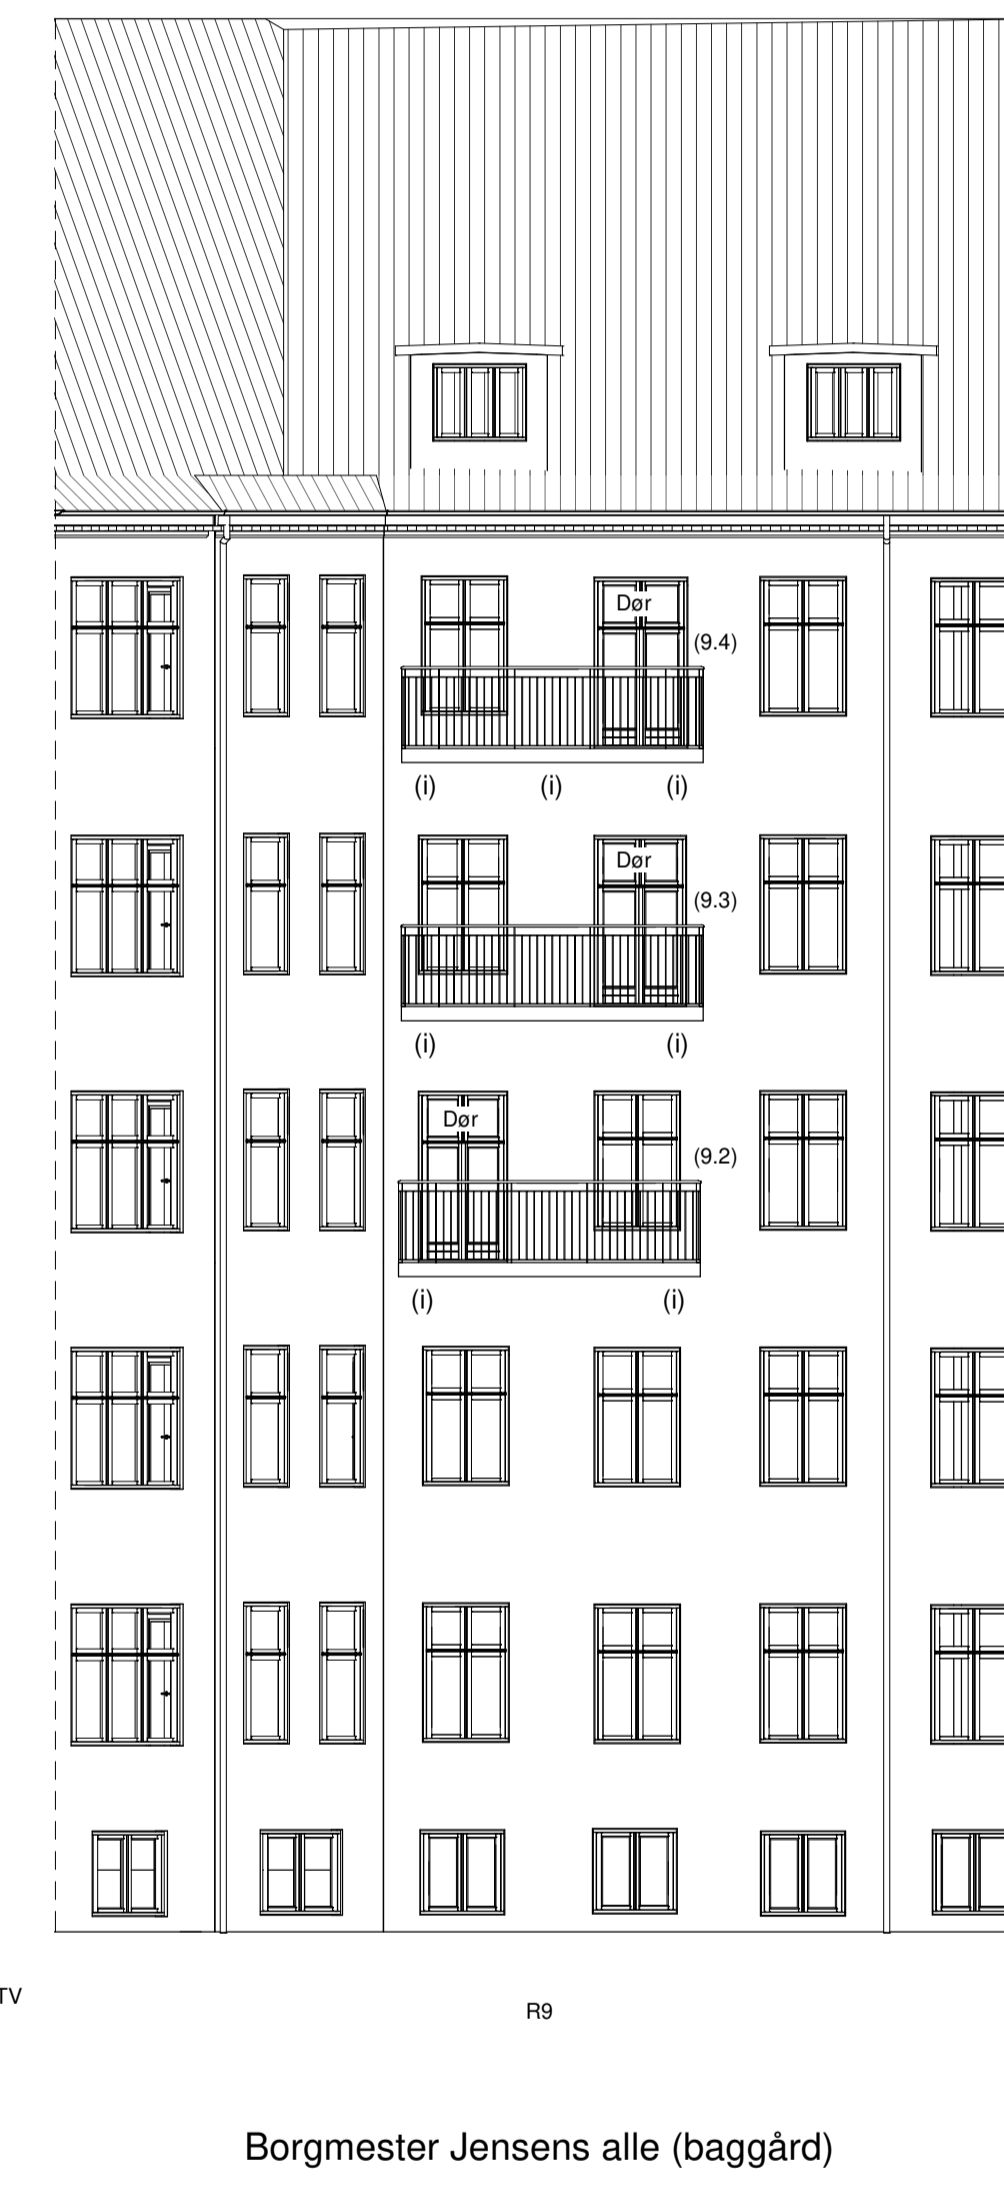 Dør
(9.4)
(i) (i) (i)
Dør
(9.3)
(i) (i)
Dør
(9.2)
(i) (i)
TV
R9
Borgmester Jensens alle (baggård)